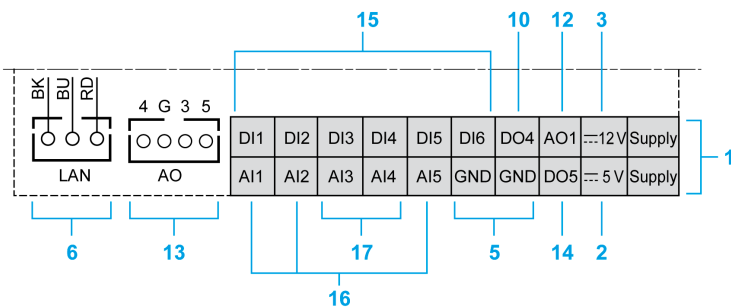 15 10 12 3
BK BU RD
4 G 3 5
DI1 DI2 DI3 DI4 DI5 DI6 DO4 AO1 ⎓12 V Supply
1
LAN AO AI1 AI2 AI3 AI4 AI5 GND GND DO5 ⎓ 5 V Supply
6 13 17 5 14 2
16